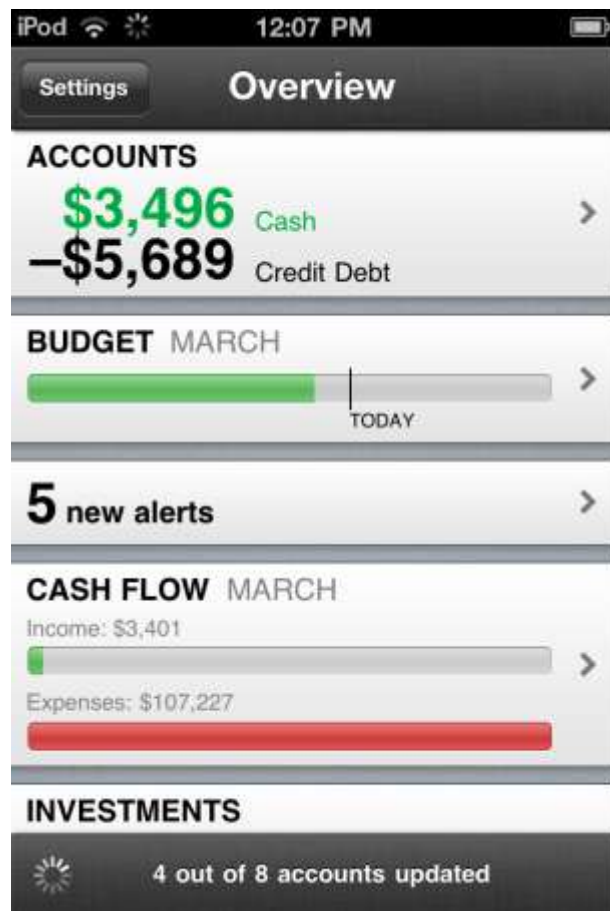 iPod 12:07 PM
Settings Overview
ACCOUNTS
$3,496 Cash
–$5,689 Credit Debt
BUDGET MARCH
TODAY
5 new alerts
CASH FLOW MARCH
Income: $3,401
Expenses: $107,227
INVESTMENTS
4 out of 8 accounts updated